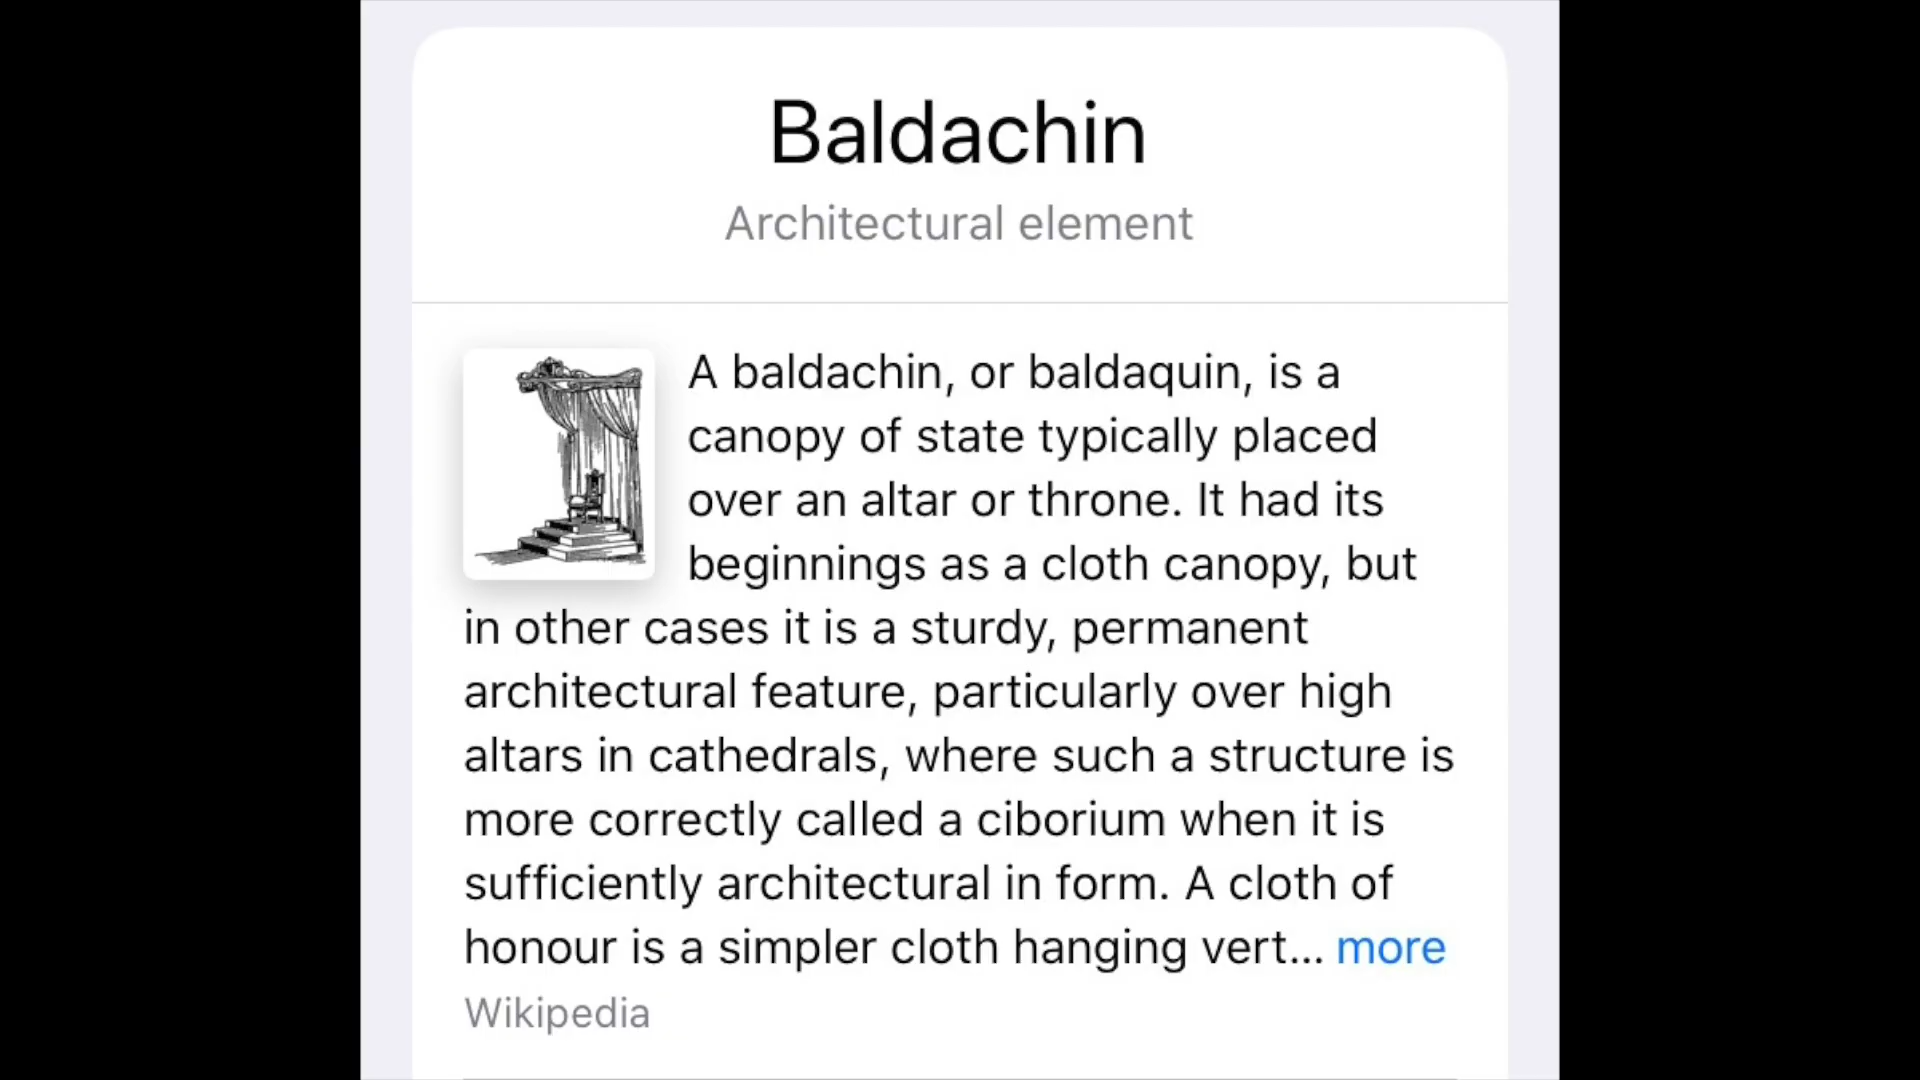 Baldachin
Architectural element
A baldachin, or baldaquin, is a
canopy of state typically placed
over an altar or throne. It had its
beginnings as a cloth canopy, but
in other cases it is a sturdy, permanent
architectural feature, particularly over high
altars in cathedrals, where such a structure is
more correctly called a ciborium when it is
sufficiently architectural in form. A cloth of
honour is a simpler cloth hanging vert... more
Wikipedia